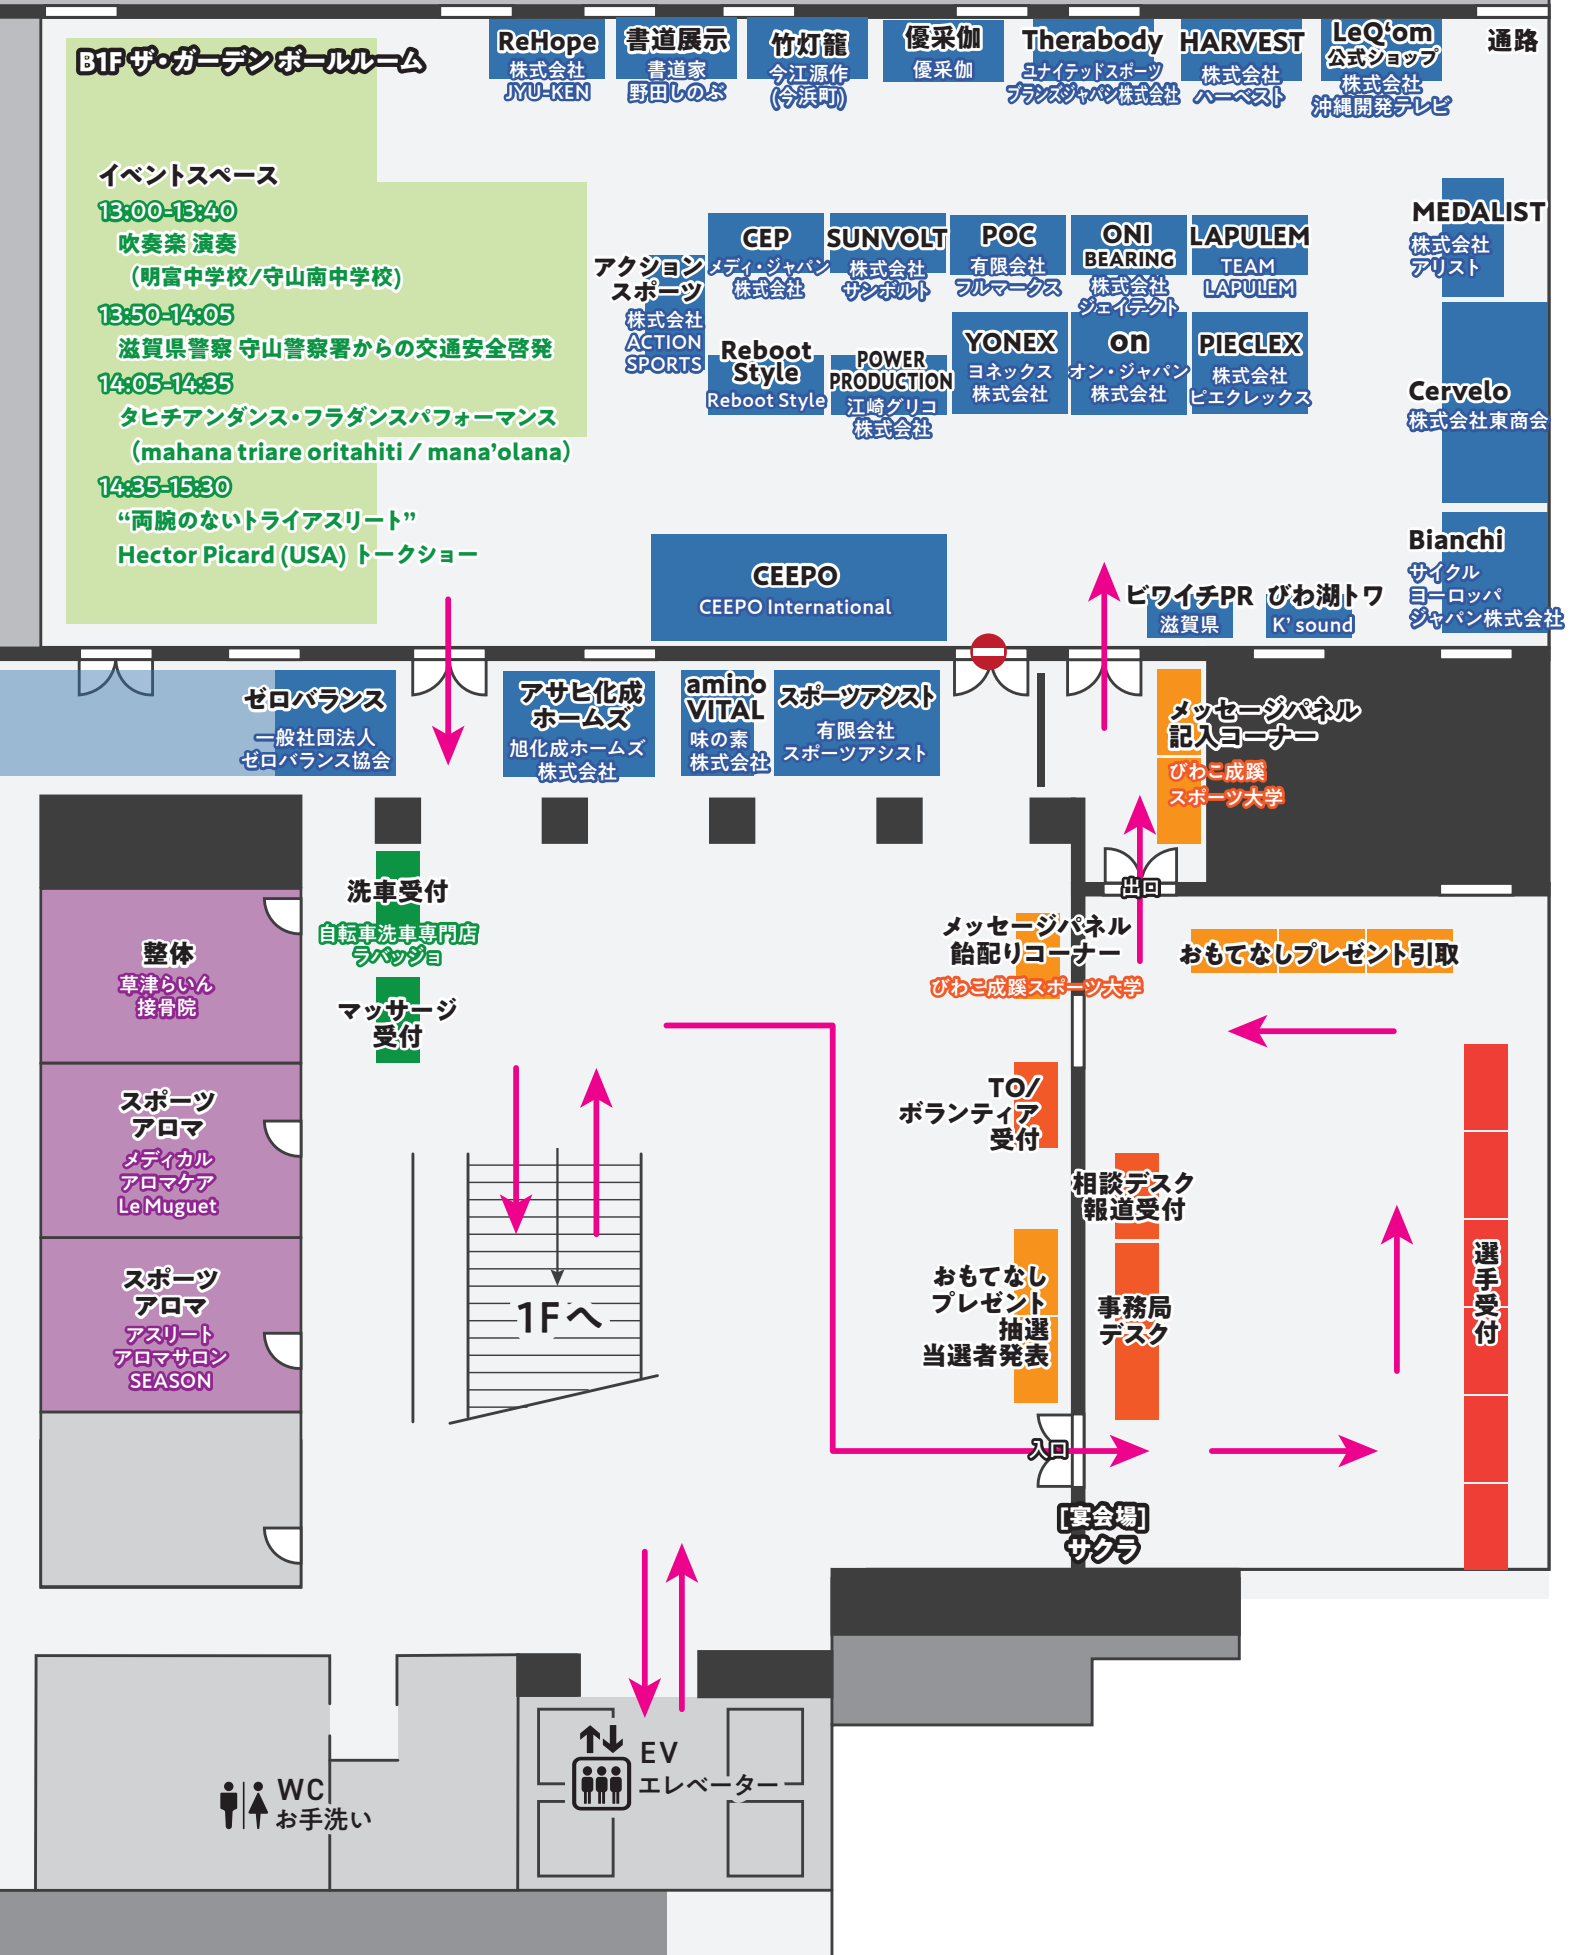 B1F ザ・ガーデン ボールルーム
ReHope
株式会社
JYU-KEN
書道展示
書道家
野田しのぶ
竹灯籠
今江源作
(今浜町)
優采伽
優采伽
Therabody
ユナイテッドスポーツ
ブランズジャパン株式会社
HARVEST
株式会社
ハーベスト
LeQ‘om
公式ショップ
株式会社
沖縄開発テレビ
通路
イベントスペース
13:00-13:40
吹奏楽 演奏
（明富中学校/守山南中学校)
13:50-14:05
滋賀県警察 守山警察署からの交通安全啓発
14:05-14:35
タヒチアンダンス・フラダンスパフォーマンス
（mahana triare oritahiti / mana’olana）
14:35-15:30
“両腕のないトライアスリート”
Hector Picard (USA) トークショー
アクション
スポーツ
株式会社
ACTION
SPORTS
CEP
メディ・ジャパン
株式会社
SUNVOLT
株式会社
サンボルト
POC
有限会社
フルマークス
ONI
BEARING
株式会社
ジェイテクト
LAPULEM
TEAM
LAPULEM
MEDALIST
株式会社
アリスト
Reboot
Style
Reboot Style
POWER
PRODUCTION
江崎グリコ
株式会社
YONEX
ヨネックス
株式会社
on
オン・ジャパン
株式会社
PIECLEX
株式会社
ピエクレックス
Cervelo
株式会社東商会
CEEPO
CEEPO International
ビワイチPR
滋賀県
びわ湖トワ
K’ sound
Bianchi
サイクル
ヨーロッパ
ジャパン株式会社
ゼロバランス
一般社団法人
ゼロバランス協会
アサヒ化成
ホームズ
旭化成ホームズ
株式会社
amino
VITAL
味の素
株式会社
スポーツアシスト
有限会社
スポーツアシスト
メッセージパネル
記入コーナー
びわこ成蹊
スポーツ大学
出口
洗車受付
自転車洗車専門店
ラバッジョ
マッサージ
受付
整体
草津らいん
接骨院
スポーツ
アロマ
メディカル
アロマケア
Le Muguet
スポーツ
アロマ
アスリート
アロマサロン
SEASON
メッセージパネル
飴配りコーナー
びわこ成蹊スポーツ大学
おもてなしプレゼント引取
TO/
ボランティア
受付
相談デスク
報道受付
おもてなし
プレゼント
抽選
当選者発表
事務局
デスク
選手受付
1Fへ
入口
[宴会場]
サクラ
EV
エレベーター
WC
お手洗い